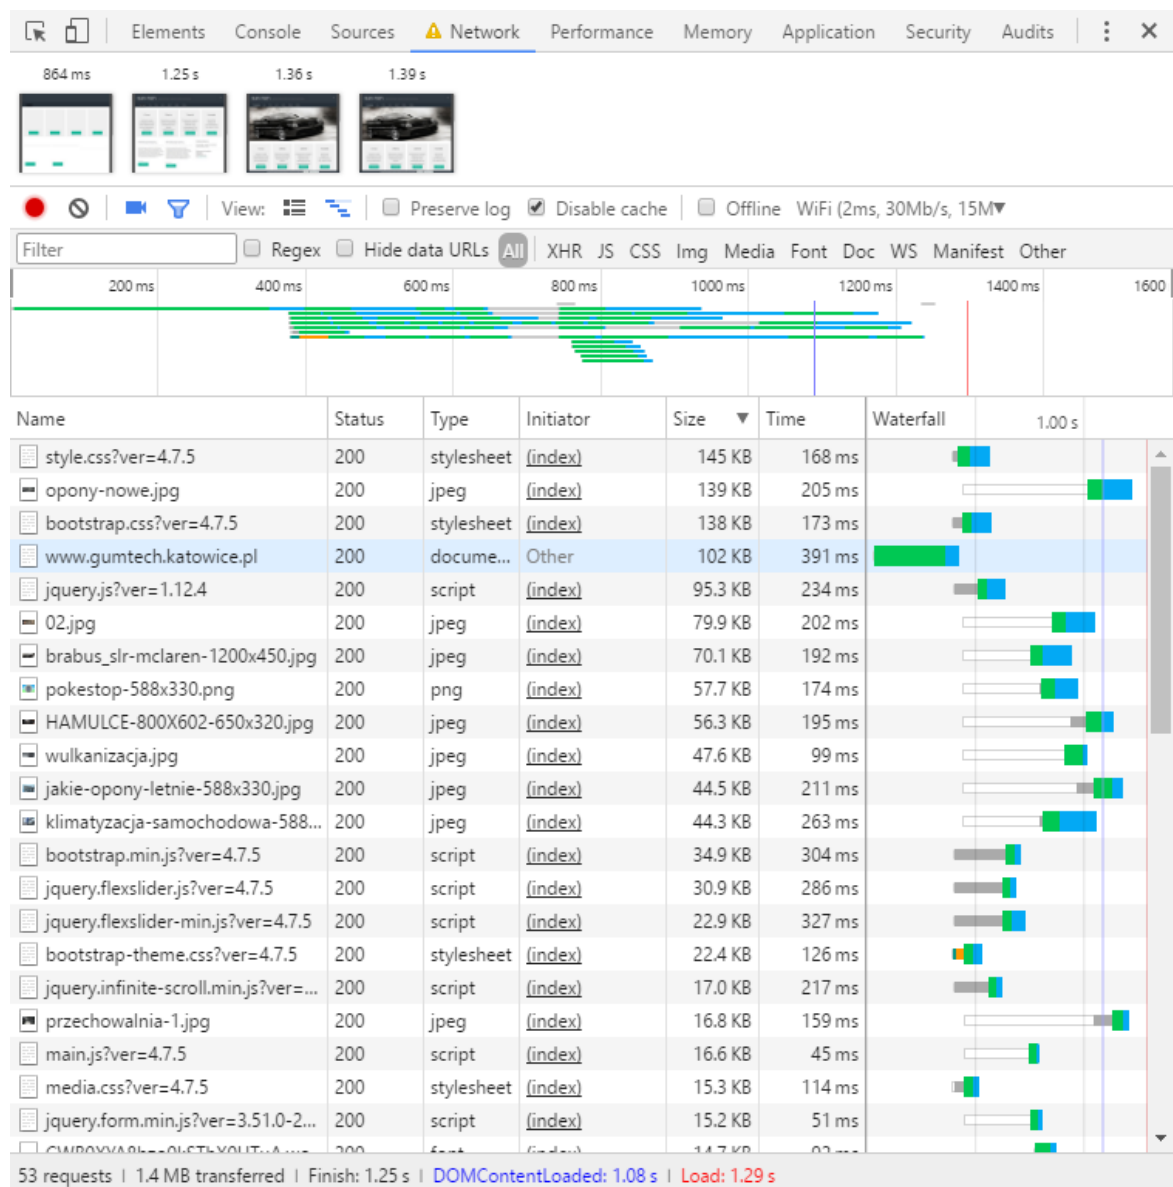 Elements Console Sources Network Performance Memory Application Security Audits
864 ms 1.25 s 1.36 s 1.39 s
View: Preserve log Disable cache Offline WiFi (2ms, 30Mb/s, 15M
Filter Regex Hide data URLs All XHR JS CSS Img Media Font Doc WS Manifest Other
200 ms 400 ms 600 ms 800 ms 1000 ms 1200 ms 1400 ms 1600
Name Status Type Initiator Size Time Waterfall 1.00 s
style.css?ver=4.7.5 200 stylesheet (index) 145 KB 168 ms
opony-nowe.jpg 200 jpeg (index) 139 KB 205 ms
bootstrap.css?ver=4.7.5 200 stylesheet (index) 138 KB 173 ms
www.gumtech.katowice.pl 200 docume... Other 102 KB 391 ms
jquery.js?ver=1.12.4 200 script (index) 95.3 KB 234 ms
02.jpg 200 jpeg (index) 79.9 KB 202 ms
brabus_slr-mclaren-1200x450.jpg 200 jpeg (index) 70.1 KB 192 ms
pokestop-588x330.png 200 png (index) 57.7 KB 174 ms
HAMULCE-800X602-650x320.jpg 200 jpeg (index) 56.3 KB 195 ms
wulkanizacja.jpg 200 jpeg (index) 47.6 KB 99 ms
jakie-opony-letnie-588x330.jpg 200 jpeg (index) 44.5 KB 211 ms
klimatyzacja-samochodowa-588... 200 jpeg (index) 44.3 KB 263 ms
bootstrap.min.js?ver=4.7.5 200 script (index) 34.9 KB 304 ms
jquery.flexslider.js?ver=4.7.5 200 script (index) 30.9 KB 286 ms
jquery.flexslider-min.js?ver=4.7.5 200 script (index) 22.9 KB 327 ms
bootstrap-theme.css?ver=4.7.5 200 stylesheet (index) 22.4 KB 126 ms
jquery.infinite-scroll.min.js?ver=... 200 script (index) 17.0 KB 217 ms
przechowalnia-1.jpg 200 jpeg (index) 16.8 KB 159 ms
main.js?ver=4.7.5 200 script (index) 16.6 KB 45 ms
media.css?ver=4.7.5 200 stylesheet (index) 15.3 KB 114 ms
jquery.form.min.js?ver=3.51.0-2... 200 script (index) 15.2 KB 51 ms
53 requests | 1.4 MB transferred | Finish: 1.25 s | DOMContentLoaded: 1.08 s | Load: 1.29 s